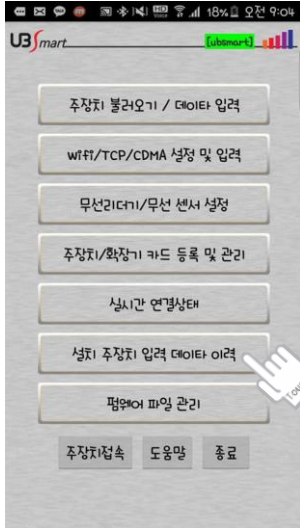 18% 오전 9:04
UBSmart [ubsmart]
주장치 불러오기 / 데이타 입력
wifi/TCP/CDMA 설정 및 입력
무선리더기/무선 센서 설정
주장치/확장기 카드 등록 및 관리
실시간 연결상태
설치 주장치 입력 데이타 이력
펌웨어 파일 관리
주장치접속 도움말 종료